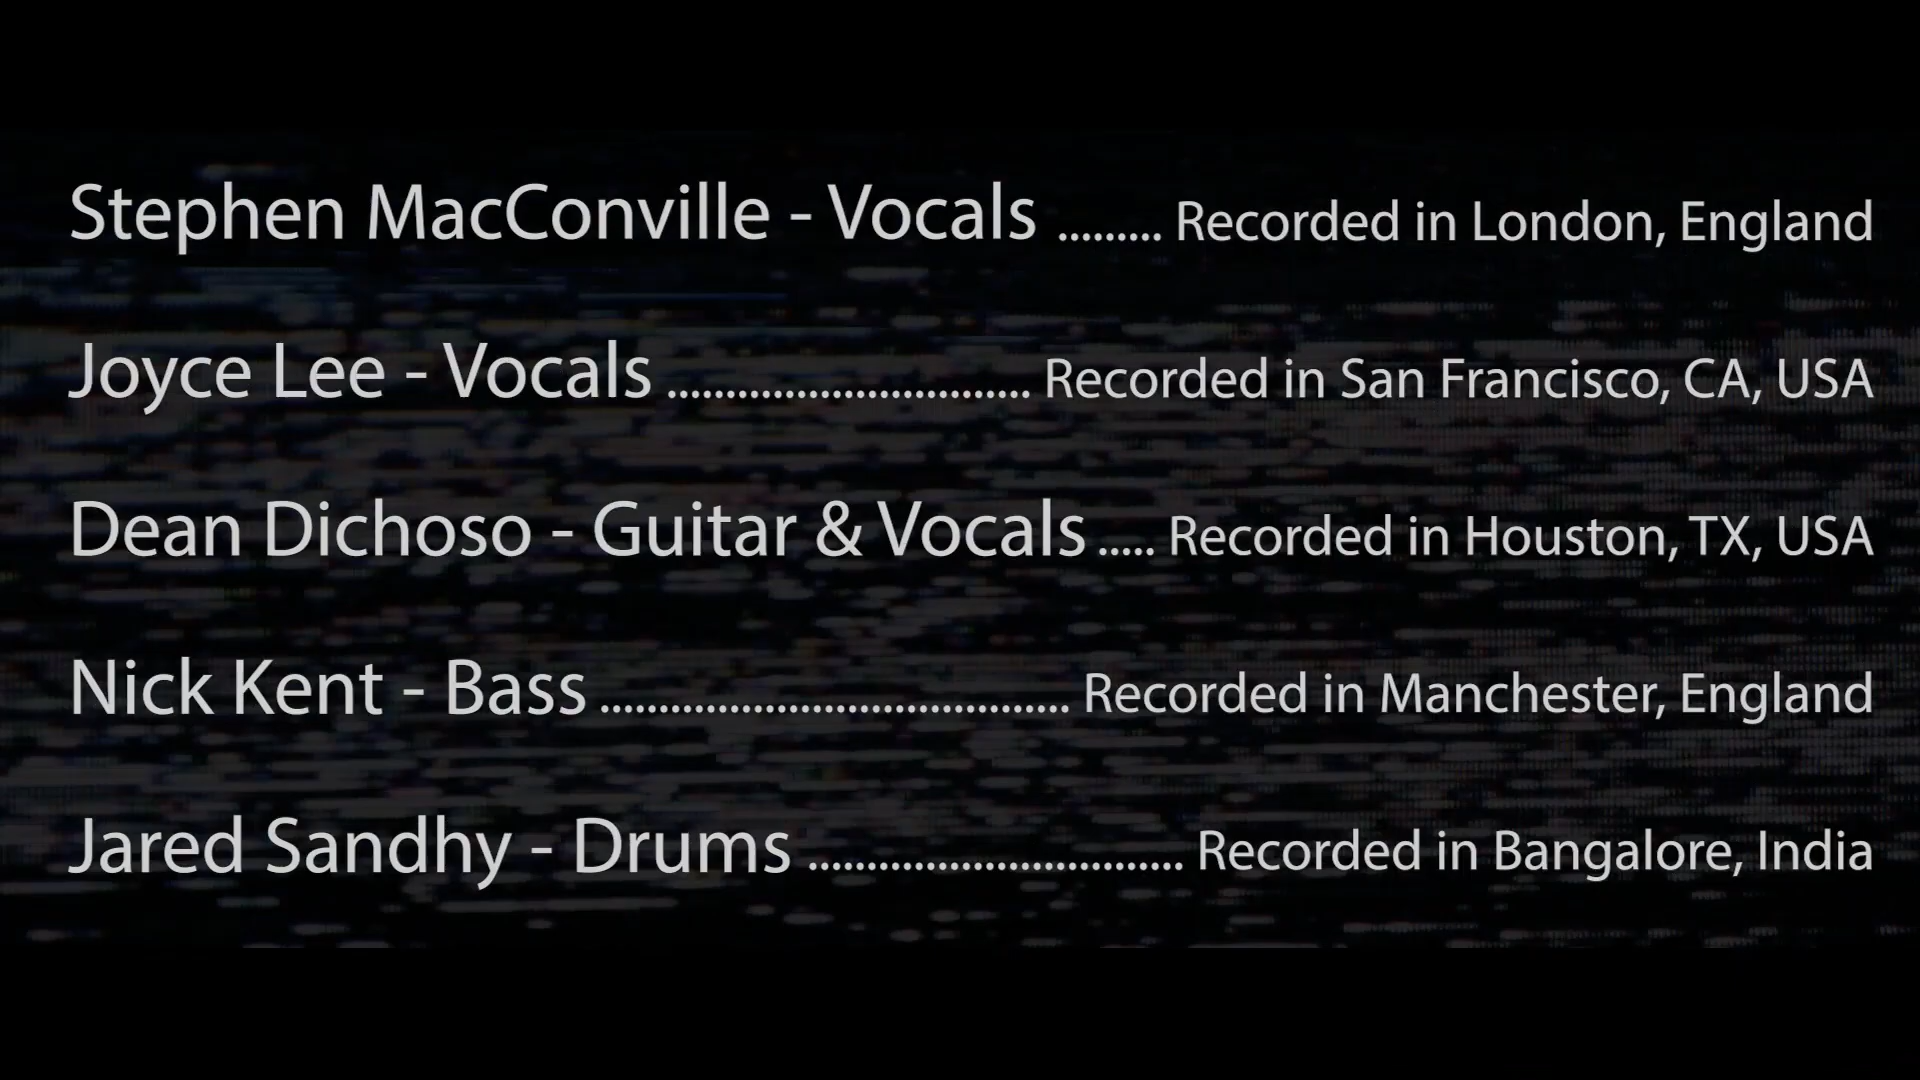 Stephen MacConville - Vocals ......... Recorded in London, England
Joyce Lee - Vocals ............................... Recorded in San Francisco, CA, USA
Dean Dichoso - Guitar & Vocals ..... Recorded in Houston, TX, USA
Nick Kent - Bass ........................................ Recorded in Manchester, England
Jared Sandhy - Drums ................................ Recorded in Bangalore, India